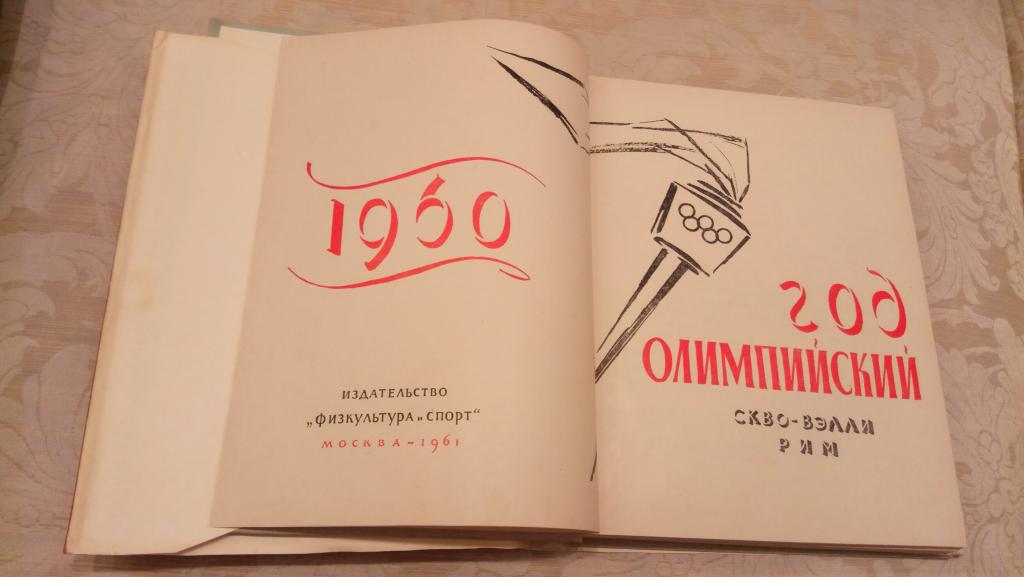 1960
ИЗДАТЕЛЬСТВО
„ФИЗКУЛЬТУРА и СПОРТ“
МОСКВА – 1961
год
ОЛИМПИЙСКИЙ
СКВО-ВЭЛЛИ
РИМ